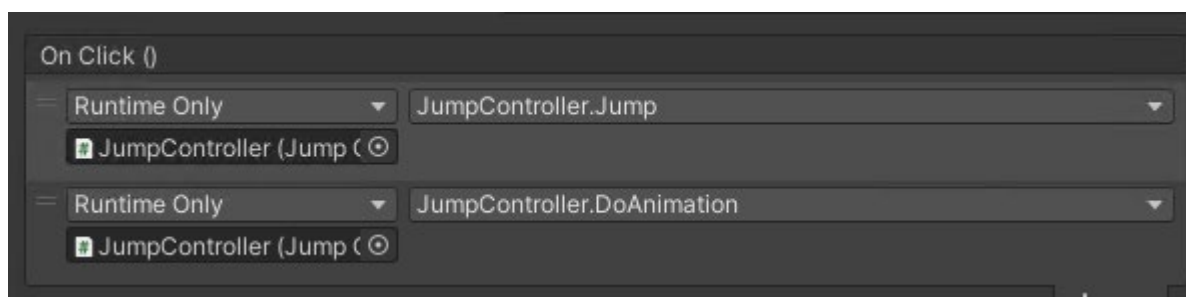 On Click ()
Runtime Only JumpController.Jump
JumpController (Jump C
Runtime Only JumpController.DoAnimation
JumpController (Jump C